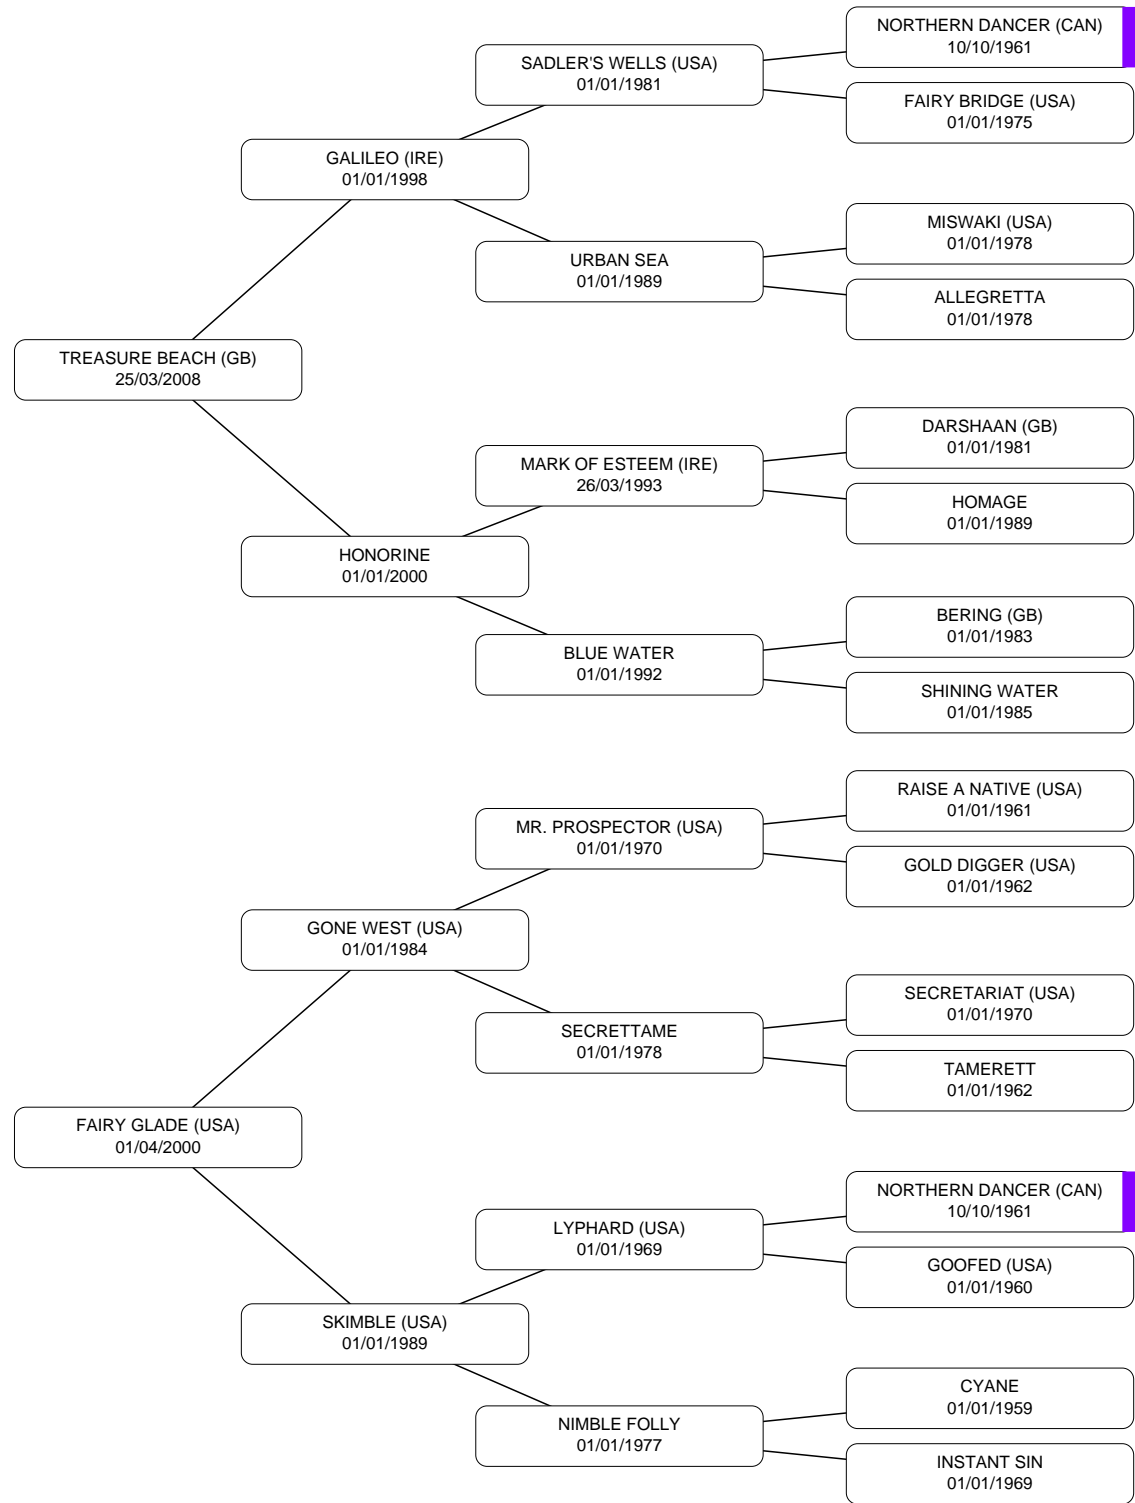 NORTHERN DANCER (CAN)
10/10/1961
SADLER'S WELLS (USA)
01/01/1981
FAIRY BRIDGE (USA)
01/01/1975
GALILEO (IRE)
01/01/1998
MISWAKI (USA)
01/01/1978
URBAN SEA
01/01/1989
ALLEGRETTA
01/01/1978
TREASURE BEACH (GB)
25/03/2008
DARSHAAN (GB)
01/01/1981
MARK OF ESTEEM (IRE)
26/03/1993
HOMAGE
01/01/1989
HONORINE
01/01/2000
BERING (GB)
01/01/1983
BLUE WATER
01/01/1992
SHINING WATER
01/01/1985
RAISE A NATIVE (USA)
01/01/1961
MR. PROSPECTOR (USA)
01/01/1970
GOLD DIGGER (USA)
01/01/1962
GONE WEST (USA)
01/01/1984
SECRETARIAT (USA)
01/01/1970
SECRETTAME
01/01/1978
TAMERETT
01/01/1962
FAIRY GLADE (USA)
01/04/2000
NORTHERN DANCER (CAN)
10/10/1961
LYPHARD (USA)
01/01/1969
GOOFED (USA)
01/01/1960
SKIMBLE (USA)
01/01/1989
CYANE
01/01/1959
NIMBLE FOLLY
01/01/1977
INSTANT SIN
01/01/1969